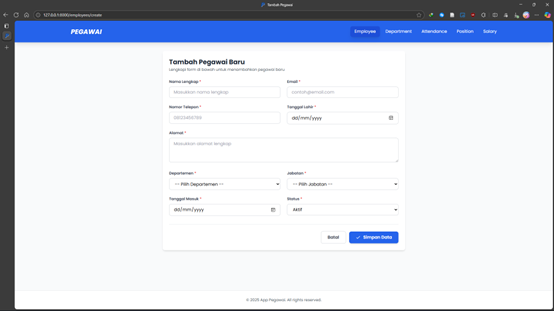 Tambah Pegawai
127.0.0.1:8000/employees/create
PEGAWAI
Employee Department Attendance Position Salary
Tambah Pegawai Baru
Lengkapi form di bawah untuk menambahkan pegawai baru.
Nama Lengkap * Email *
Masukkan nama lengkap contoh@email.com
Nomor Telepon * Tanggal Lahir *
08123456789 dd/mm/yyyy
Alamat *
Masukkan alamat lengkap
Departemen * Jabatan *
-- Pilih Departemen -- -- Pilih Jabatan --
Tanggal Masuk * Status *
dd/mm/yyyy Aktif
Batal Simpan Data
© 2025 App Pegawai. All rights reserved.